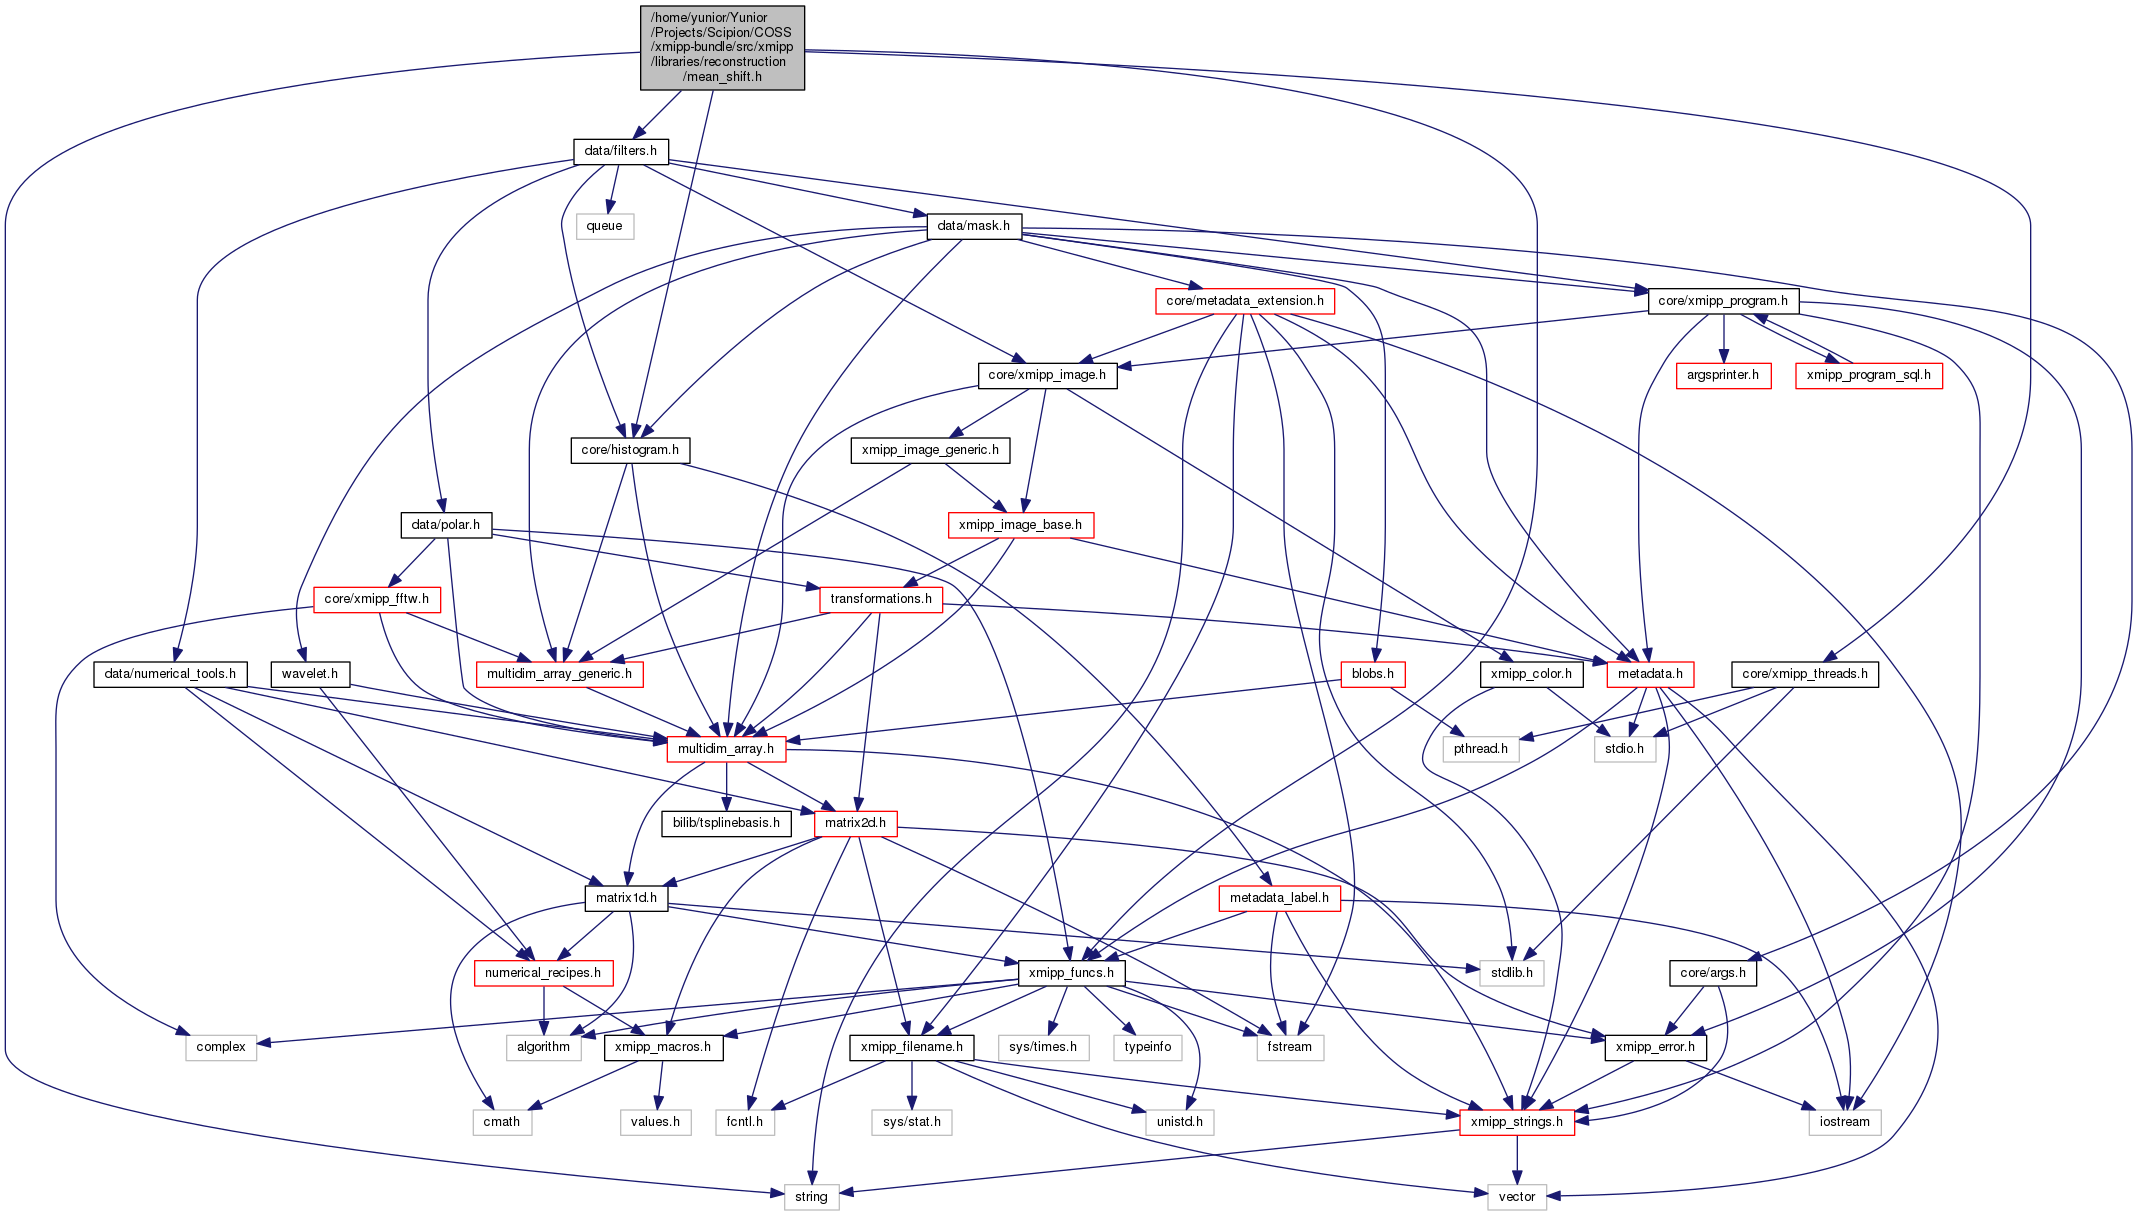 /home/yunior/Yunior
/Projects/Scipion/COSS
/xmipp-bundle/src/xmipp
/libraries/reconstruction
/mean_shift.h
data/filters.h
queue
data/mask.h
core/metadata_extension.h
core/xmipp_program.h
core/xmipp_image.h
argsprinter.h
xmipp_program_sql.h
core/histogram.h
xmipp_image_generic.h
data/polar.h
xmipp_image_base.h
core/xmipp_fftw.h
transformations.h
data/numerical_tools.h
wavelet.h
multidim_array_generic.h
blobs.h
xmipp_color.h
metadata.h
core/xmipp_threads.h
multidim_array.h
pthread.h
stdio.h
bilib/tsplinebasis.h
matrix2d.h
matrix1d.h
metadata_label.h
numerical_recipes.h
xmipp_funcs.h
stdlib.h
core/args.h
complex
algorithm
xmipp_macros.h
xmipp_filename.h
sys/times.h
typeinfo
fstream
xmipp_error.h
cmath
values.h
fcntl.h
sys/stat.h
unistd.h
xmipp_strings.h
iostream
string
vector